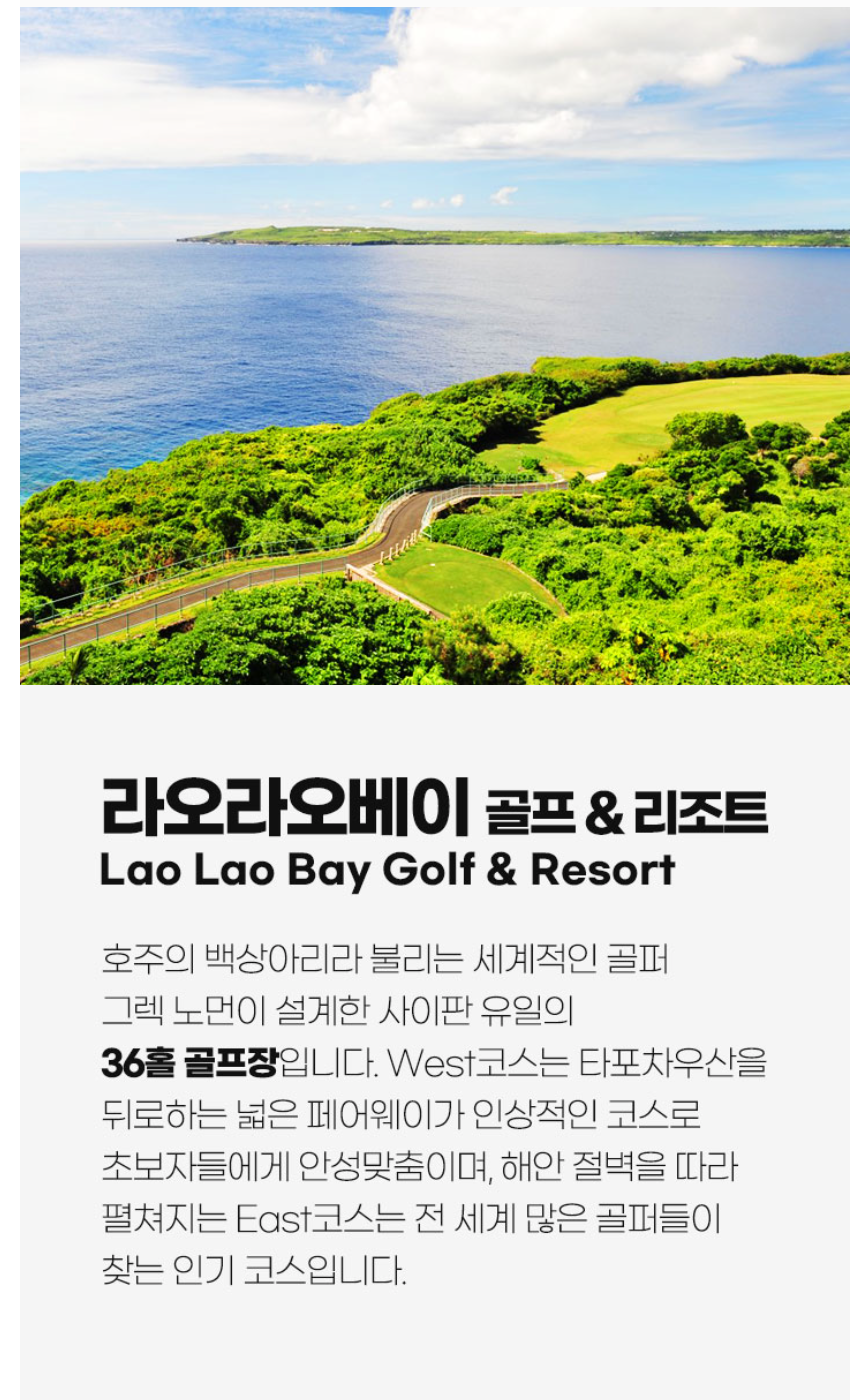 라오라오베이 골프 & 리조트
Lao Lao Bay Golf & Resort
호주의 백상아리라 불리는 세계적인 골퍼
그렉 노먼이 설계한 사이판 유일의
36홀 골프장입니다. West코스는 타포차우산을
뒤로하는 넓은 페어웨이가 인상적인 코스로
초보자들에게 안성맞춤이며, 해안 절벽을 따라
펼쳐지는 East코스는 전 세계 많은 골퍼들이
찾는 인기 코스입니다.